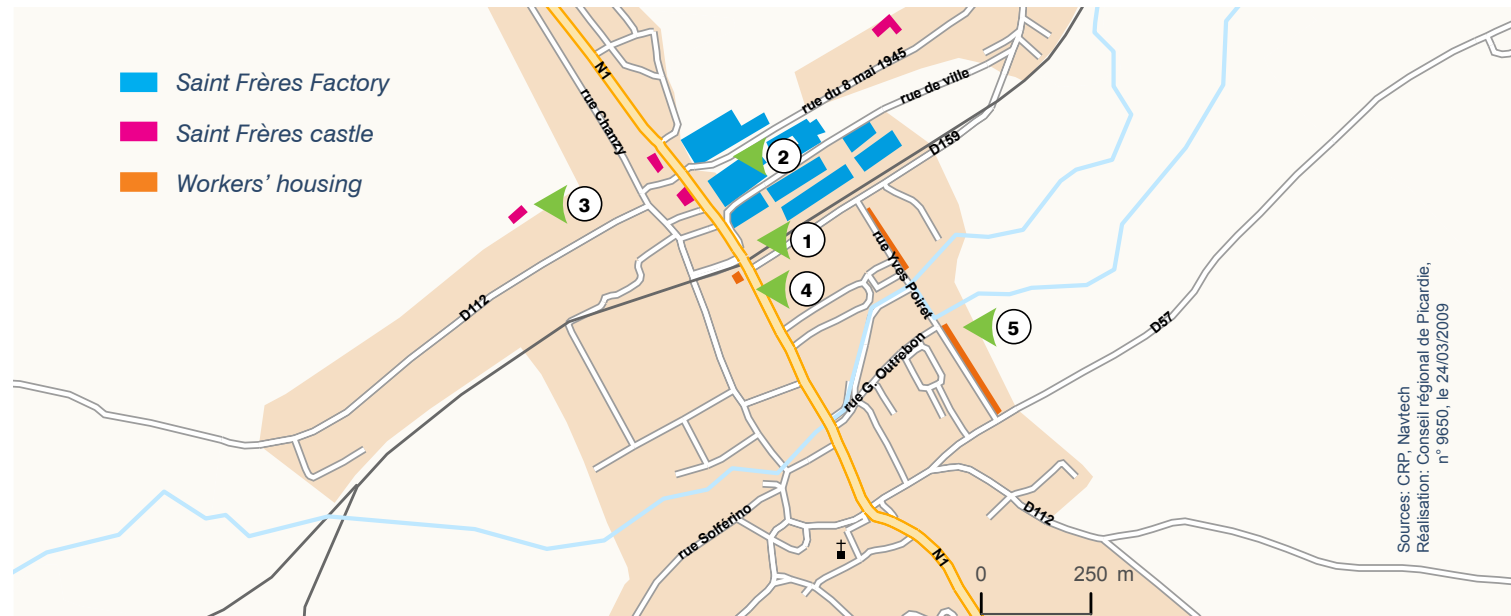 Saint Frères Factory
Saint Frères castle
Workers’ housing
N1
rue Chanzy
rue du 8 mai 1945
rue de ville
D159
2
3
1
4
5
D112
rue Yves Poiret
D57
rue G. Outrebon
rue Solférino
D112
N1
0 250 m
Sources: CRP, Navtech
Réalisation: Conseil régional de Picardie,
n° 9650, le 24/03/2009